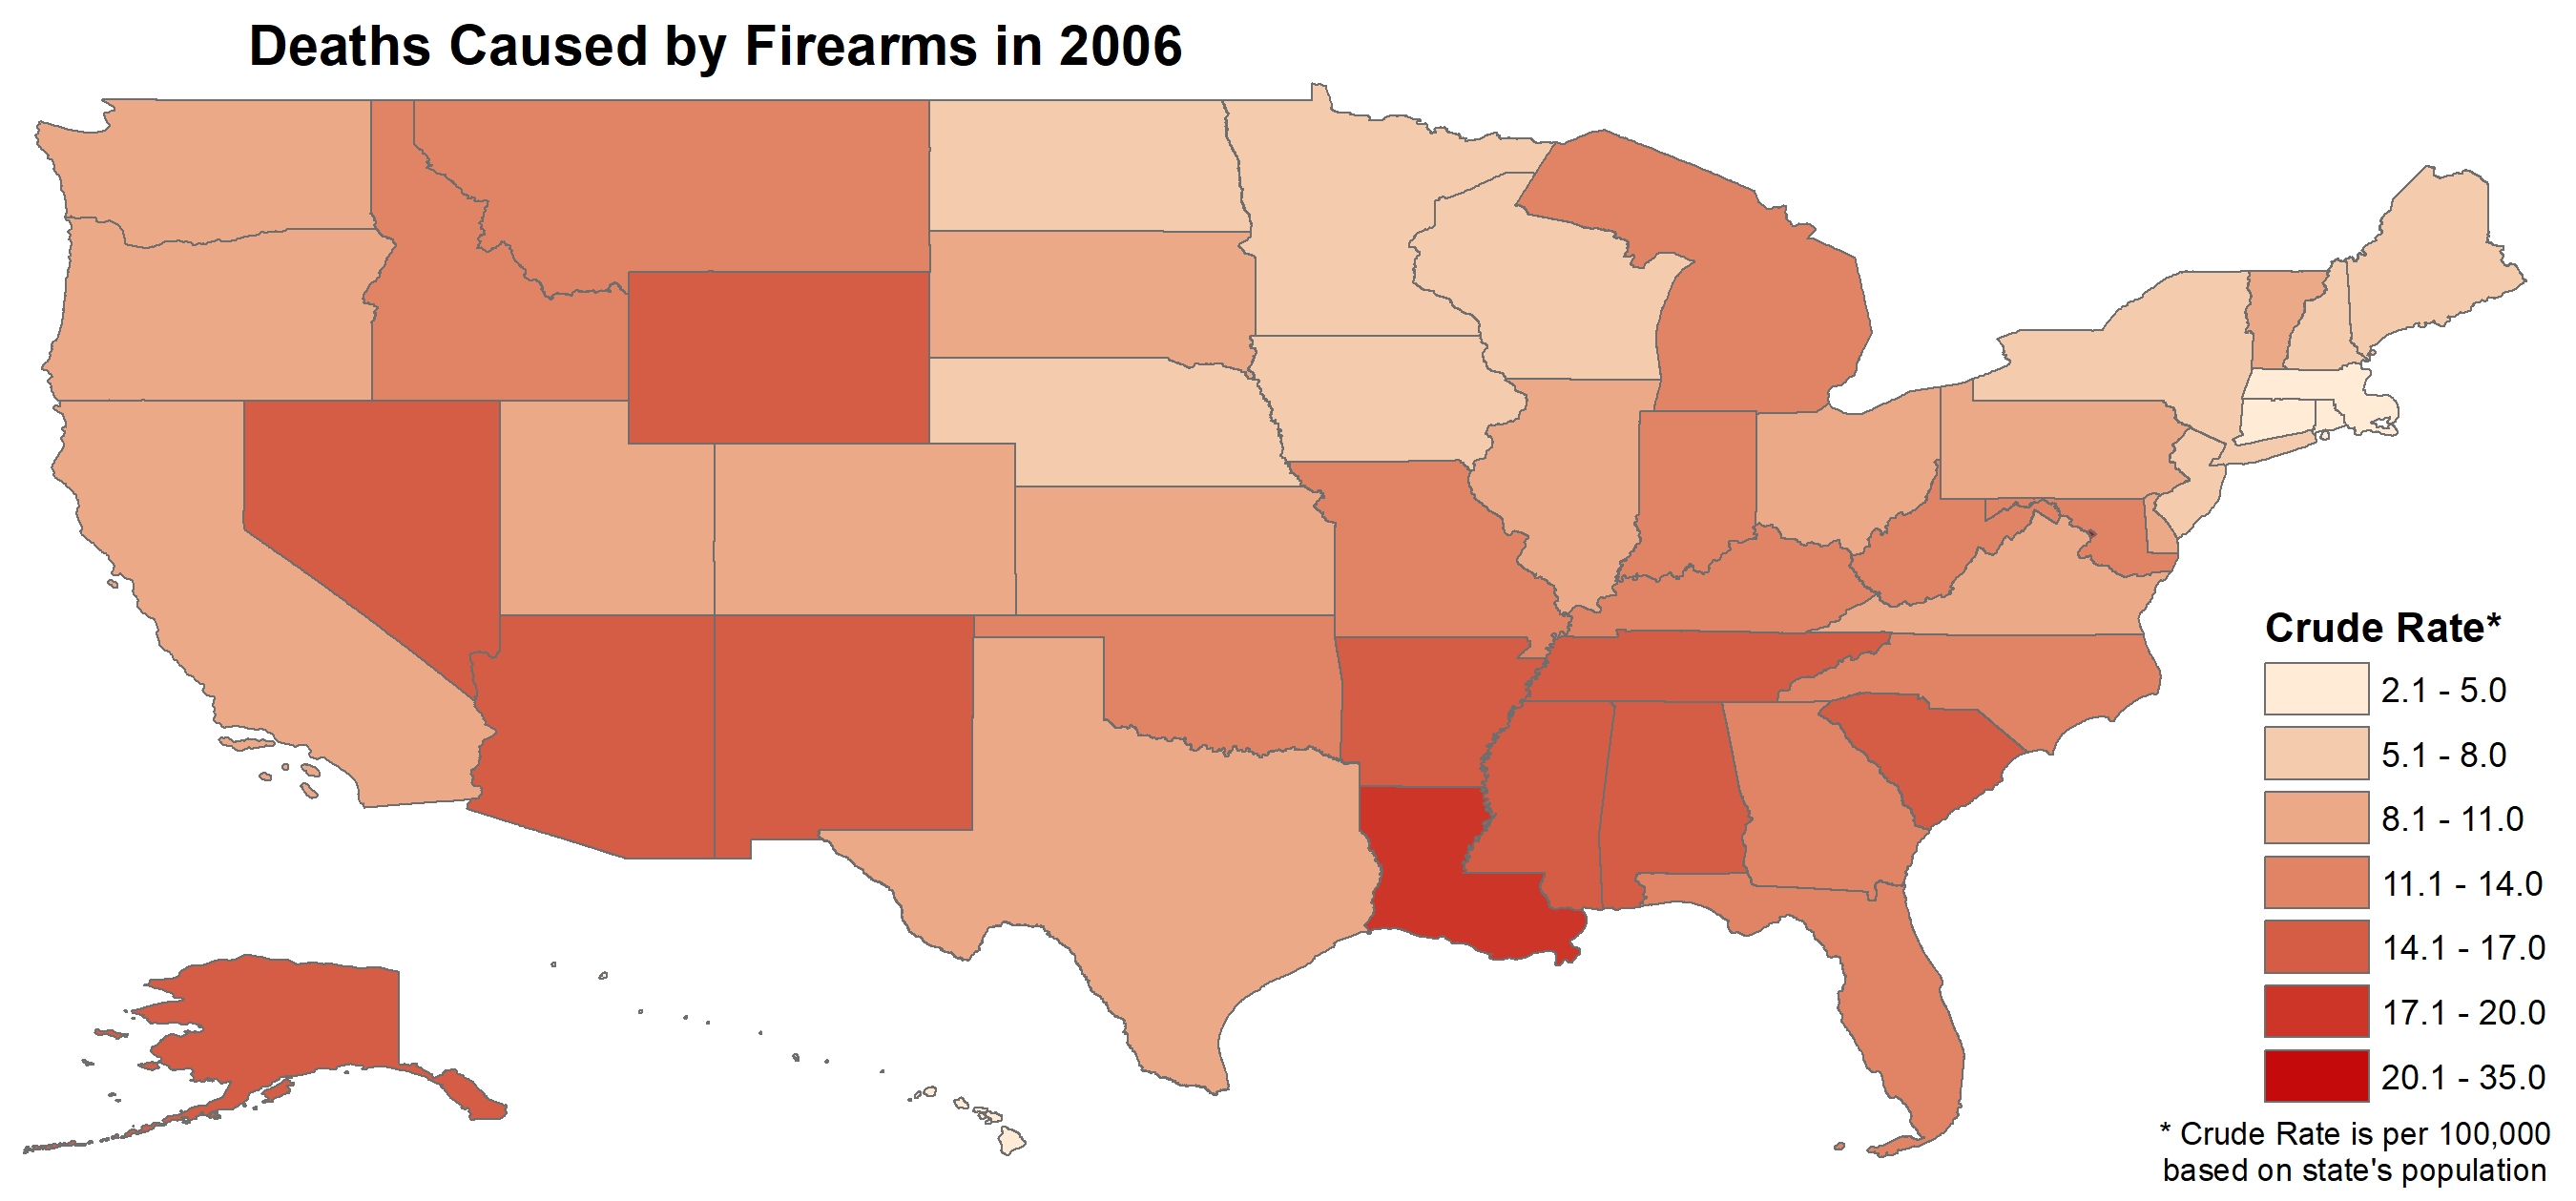 Deaths Caused by Firearms in 2006
Crude Rate*
2.1 - 5.0
5.1 - 8.0
8.1 - 11.0
11.1 - 14.0
14.1 - 17.0
17.1 - 20.0
20.1 - 35.0
* Crude Rate is per 100,000
based on state's population